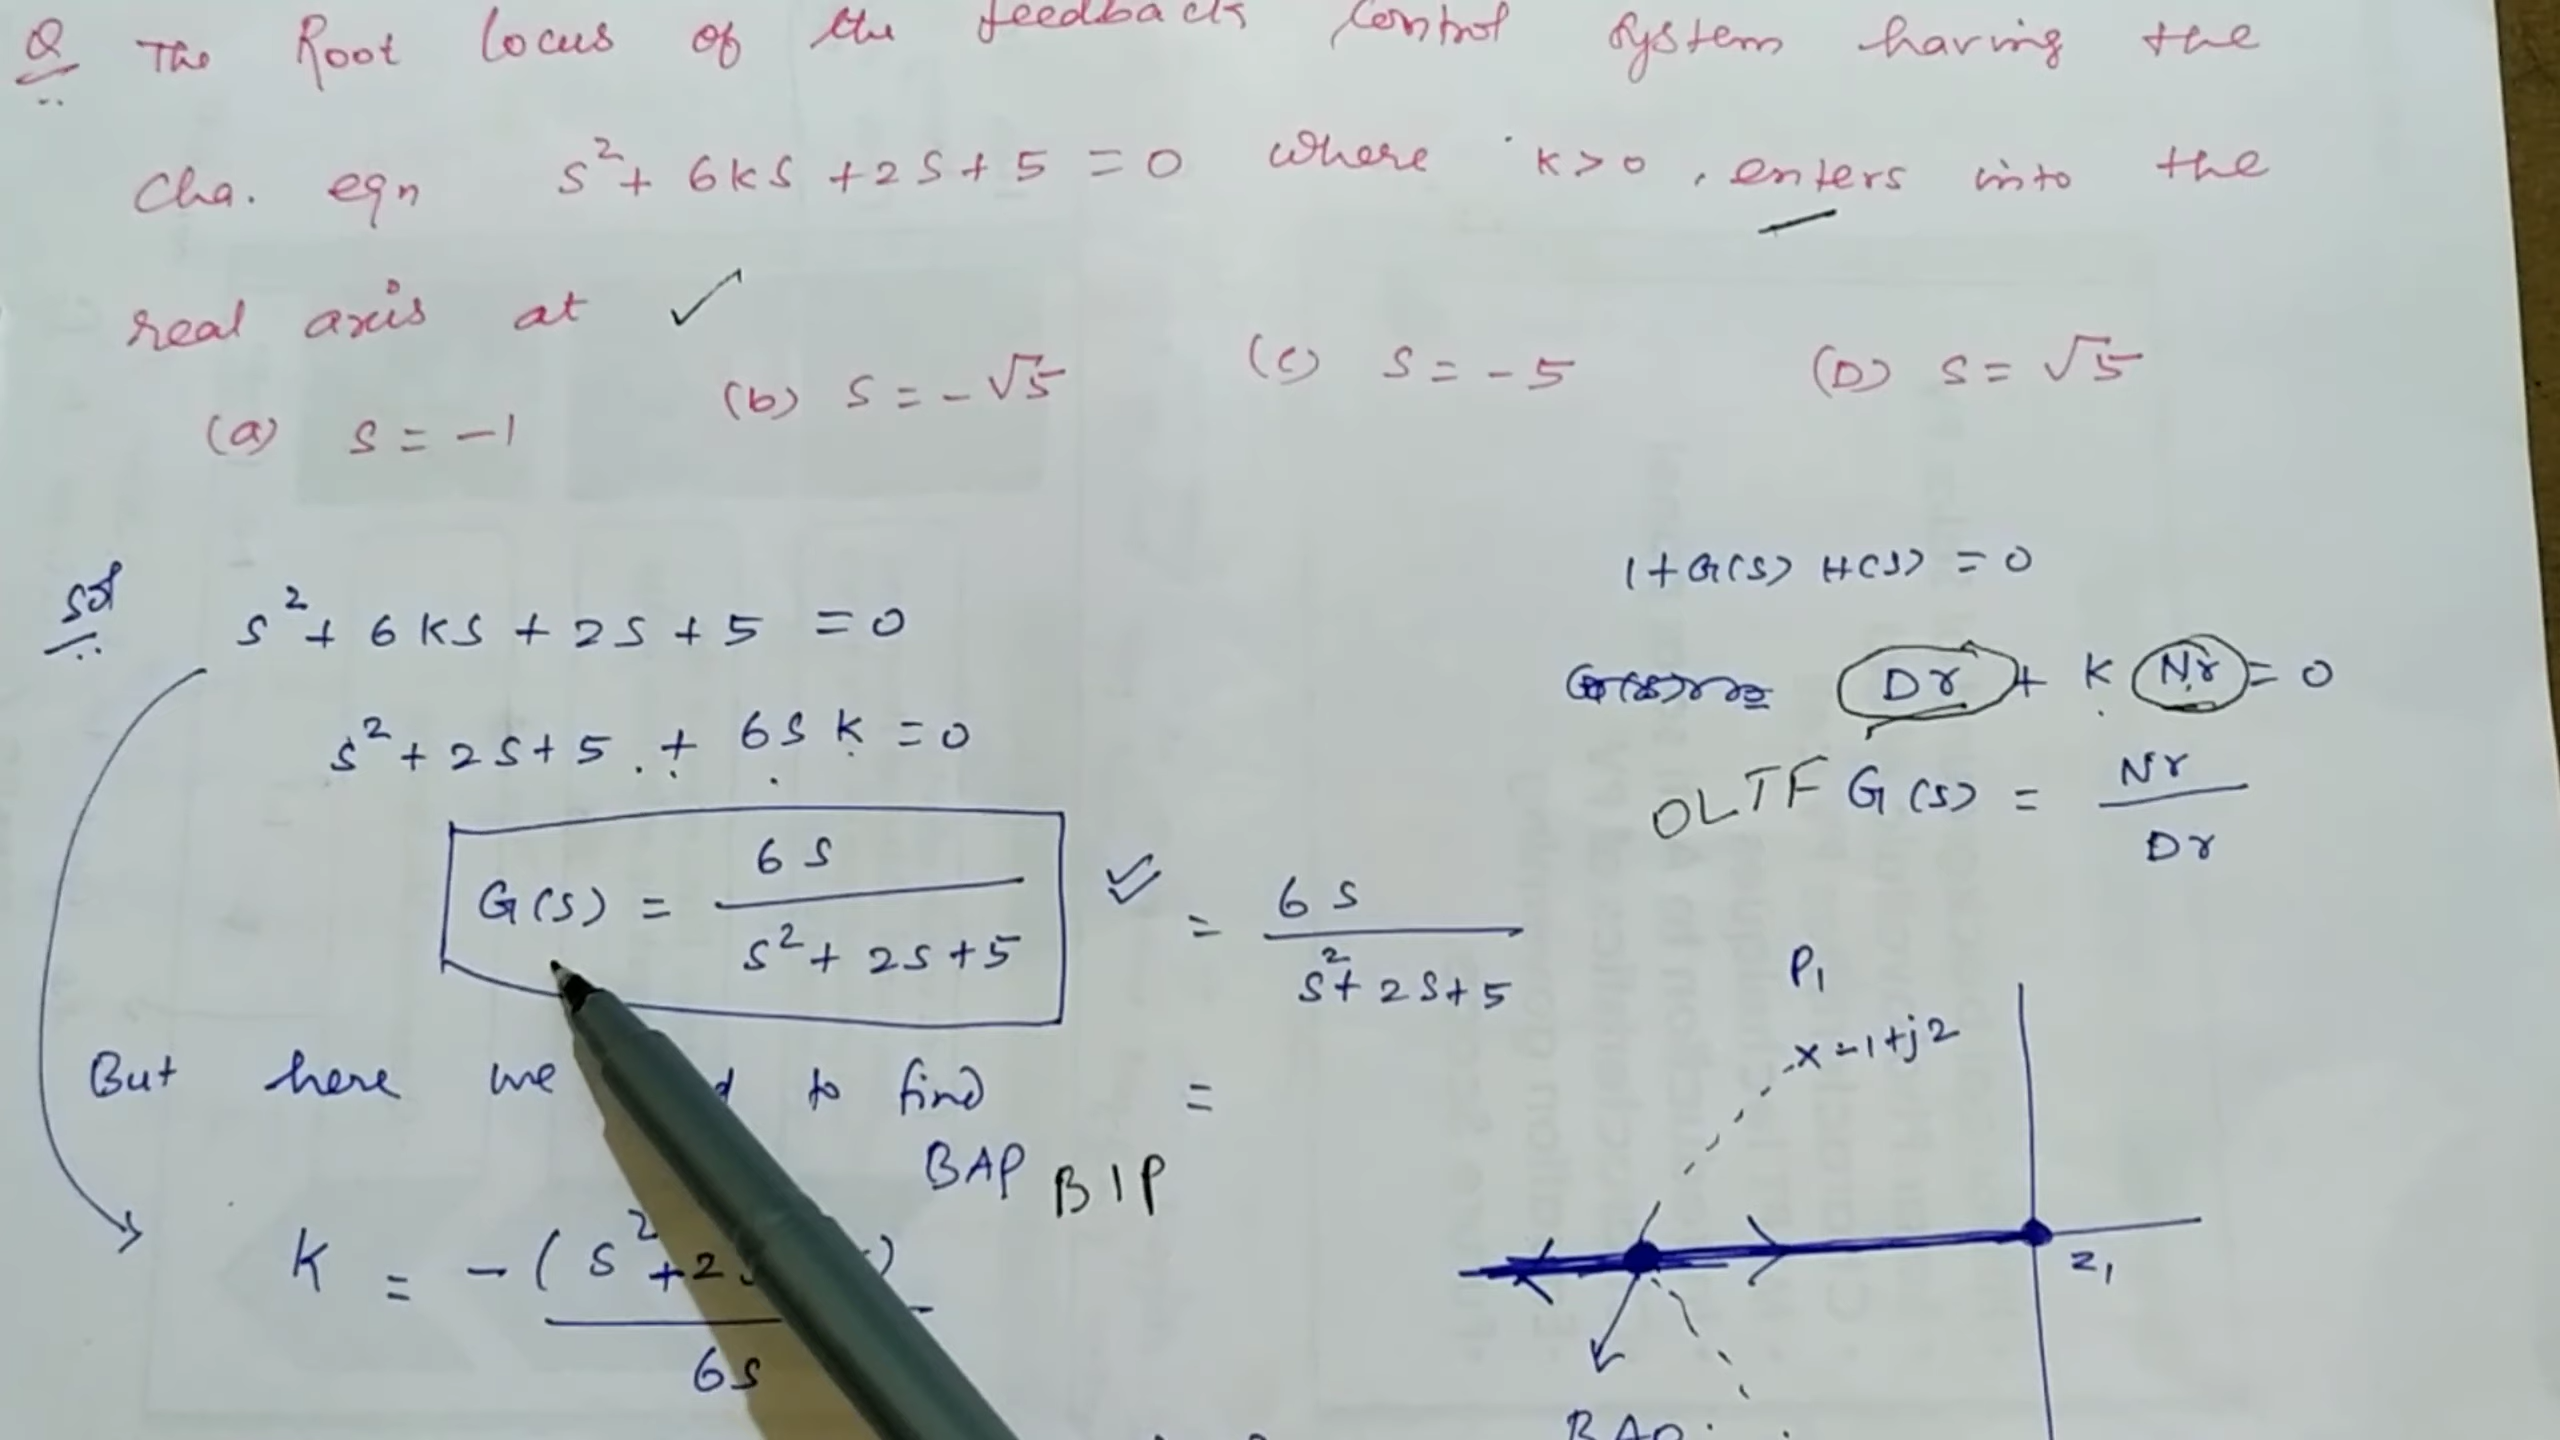 Q The Root locus of the feedback control system having the
Cha. eqn s²+ 6ks +2s+5 =0 where k>0, enters into the
real axis at ✓
(a) s = -1 (b) s = -√5 (c) s = -5 (D) s = √5
sol s²+ 6ks + 2s + 5 =0
s²+2s+5 + 6s k =0
G(s) = 6s / s²+ 2s+5 = 6s / s²+2s+5
But here we to find =
BAP BIP
k = -( s²+2
6s
1+G(s) H(s) =0
Dr + k Nr = 0
OLTF G(s) = Nr / Dr
P1
x -1+j2
z1